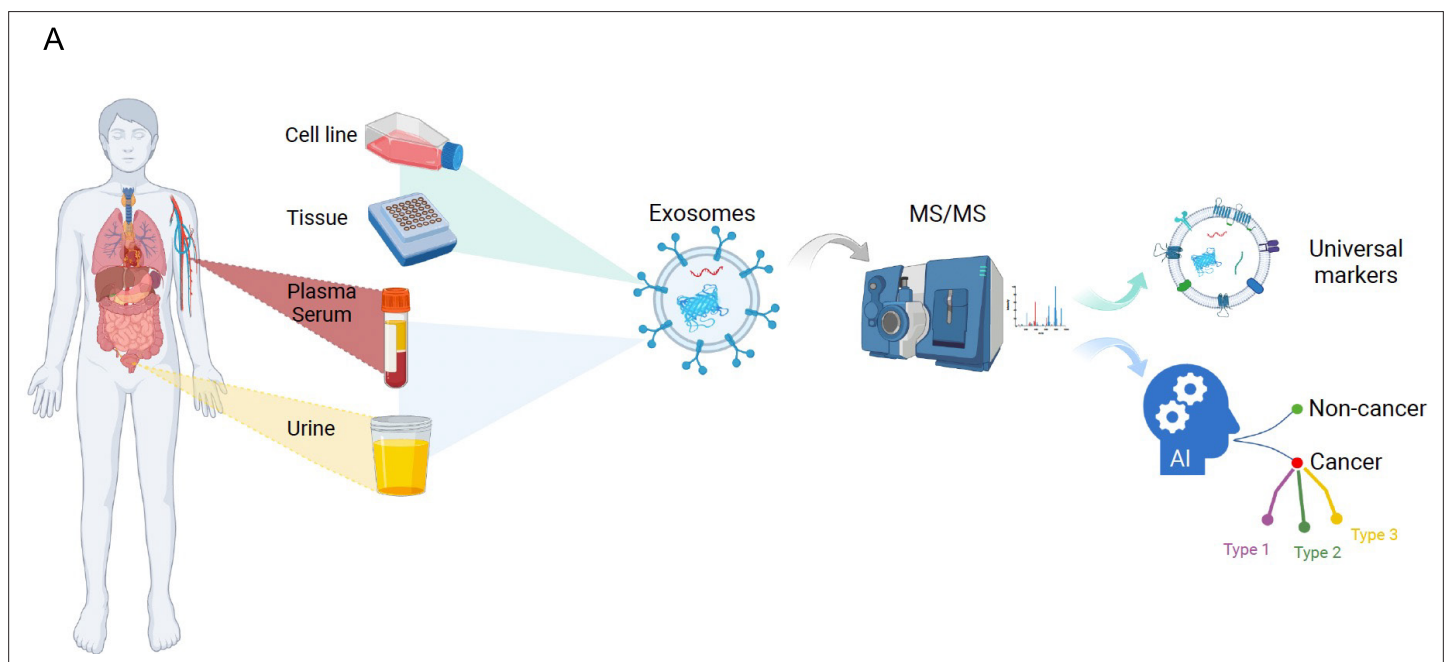 A
Cell line
Tissue
Plasma
Serum
Urine
Exosomes
MS/MS
Universal
markers
AI
Non-cancer
Cancer
Type 1
Type 2
Type 3